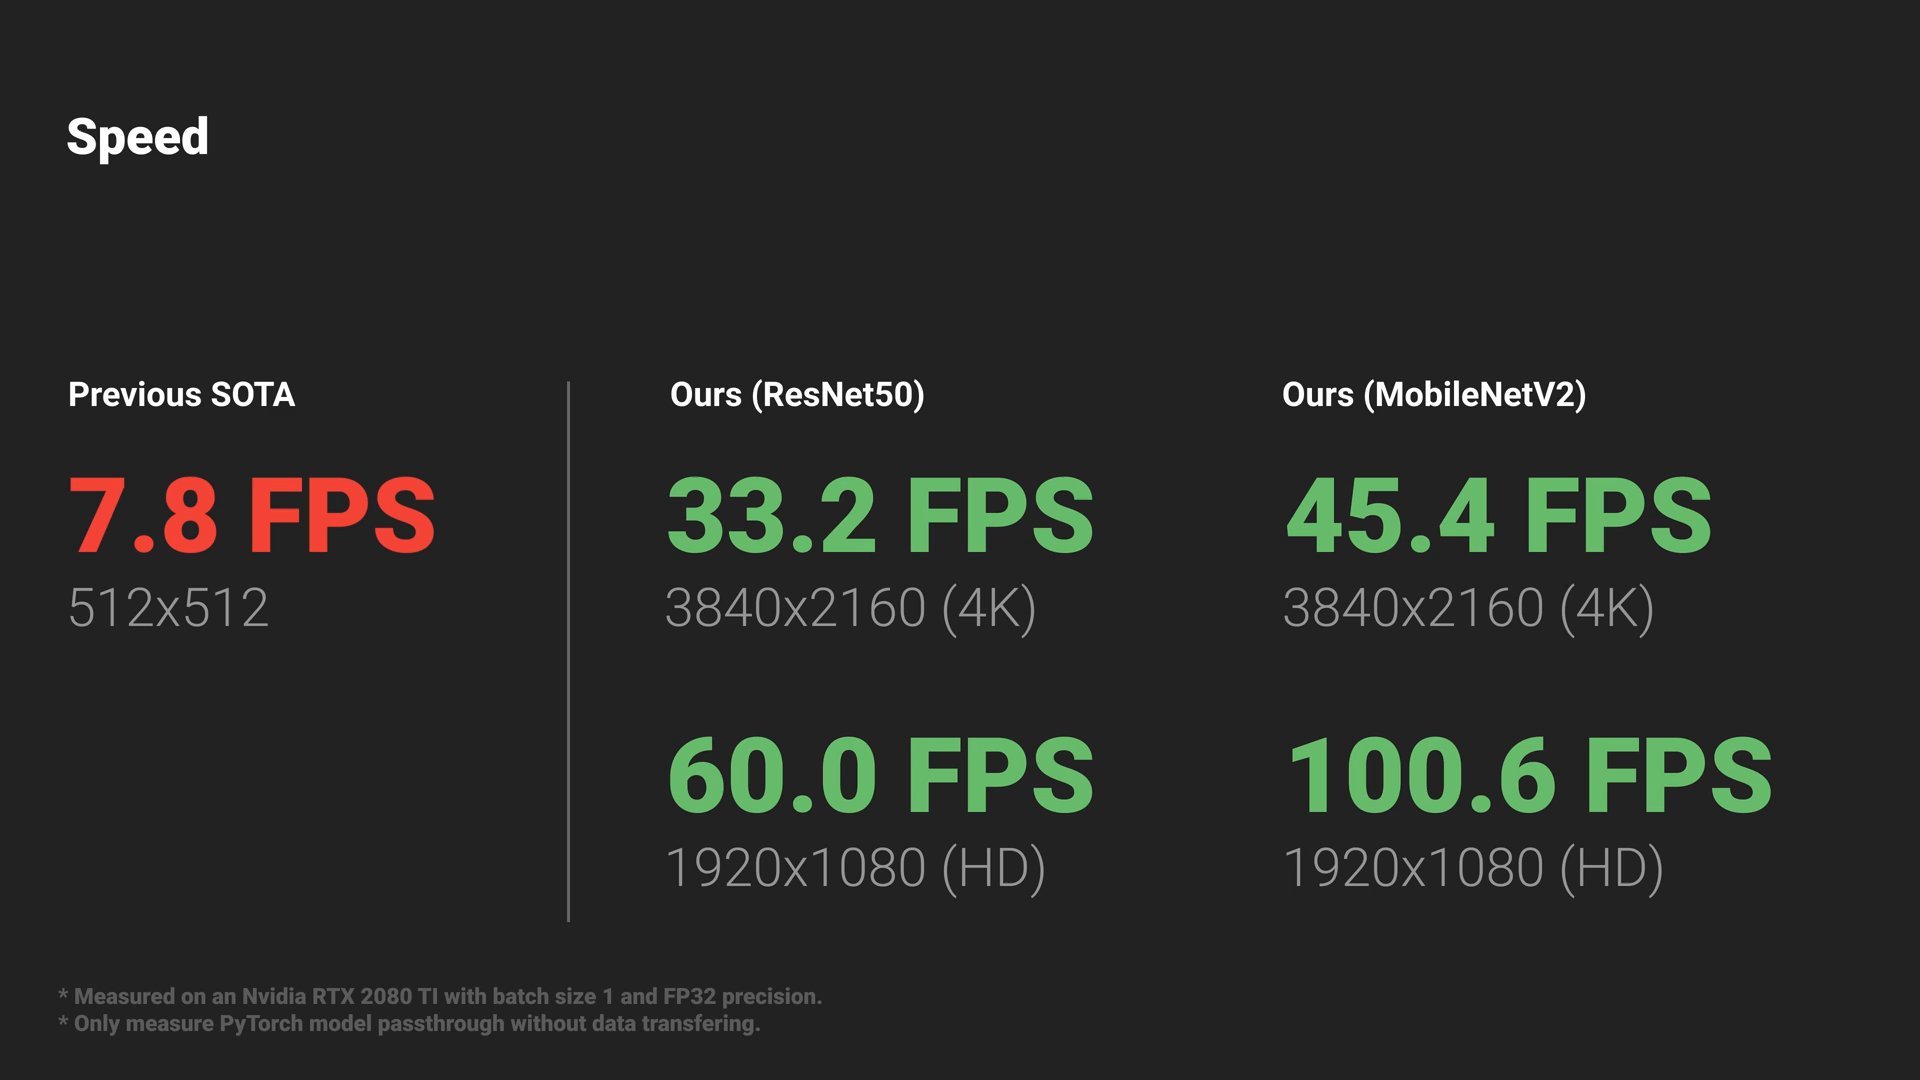 Speed
Previous SOTA
7.8 FPS
512x512
Ours (ResNet50)
33.2 FPS
3840x2160 (4K)
60.0 FPS
1920x1080 (HD)
Ours (MobileNetV2)
45.4 FPS
3840x2160 (4K)
100.6 FPS
1920x1080 (HD)
* Measured on an Nvidia RTX 2080 TI with batch size 1 and FP32 precision.
* Only measure PyTorch model passthrough without data transfering.